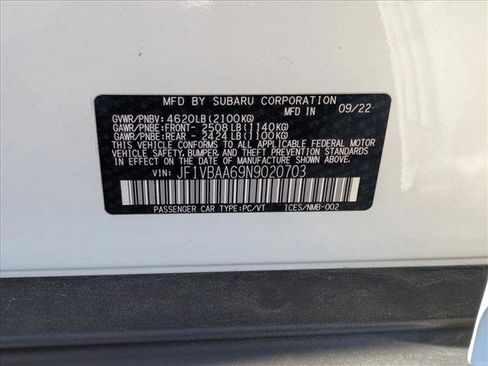 MFD BY SUBARU CORPORATION 09/22
GVWR/PNBV: 4620LB(2100KG)
GAWR/PNBE:FRONT- 2508LB(1140KG)
GAWR/PNBE:REAR - 2424LB(1100KG)
THIS VEHICLE CONFORMS TO ALL APPLICABLE FEDERAL MOTOR
VEHICLE SAFETY,BUMPER, AND THEFT PREVENTION STANDARDS
IN EFFECT ON THE DATE OF MANUFACTURE SHOWN ABOVE.
VIN: JF1VBAA69N9020703
PASSENGER CAR TYPE:PC/VT ICES/NMB-002